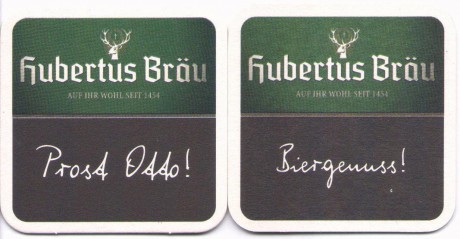 Hubertus Bräu
AUF IHR WOHL SEIT 1454
Prost Otto!
Hubertus Bräu
AUF IHR WOHL SEIT 1454
Biergenuss!